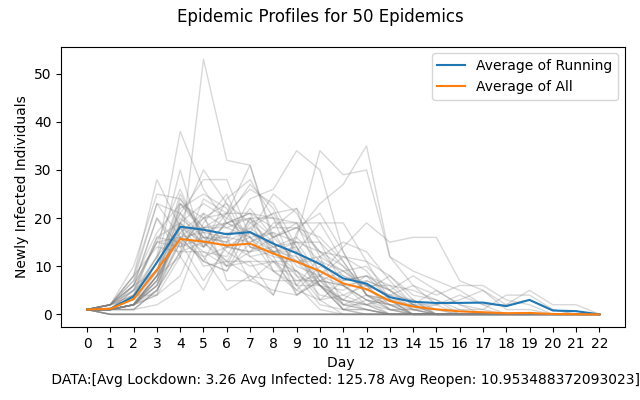 Epidemic Profiles for 50 Epidemics
Average of Running
Average of All
Newly Infected Individuals
50
40
30
20
10
0
0 1 2 3 4 5 6 7 8 9 10 11 12 13 14 15 16 17 18 19 20 21 22
Day
DATA:[Avg Lockdown: 3.26 Avg Infected: 125.78 Avg Reopen: 10.953488372093023]